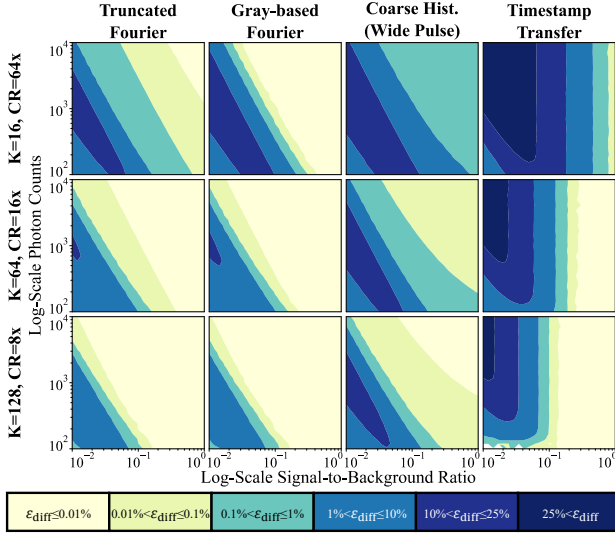 Truncated Fourier
Gray-based Fourier
Coarse Hist. (Wide Pulse)
Timestamp Transfer
K=16, CR=64x
K=64, CR=16x
K=128, CR=8x
Log-Scale Photon Counts
10^4
10^3
10^2
10^4
10^3
10^2
10^4
10^3
10^2
10^-2 10^-1 10^0
10^-2 10^-1 10^0
10^-2 10^-1 10^0
10^-2 10^-1 10^0
Log-Scale Signal-to-Background Ratio
ε_diff≤0.01%
0.01%<ε_diff≤0.1%
0.1%<ε_diff≤1%
1%<ε_diff≤10%
10%<ε_diff≤25%
25%<ε_diff